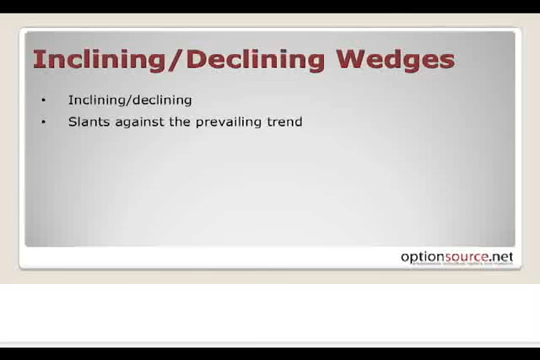 Inclining/Declining Wedges
• Inclining/declining
• Slants against the prevailing trend
optionsource.net